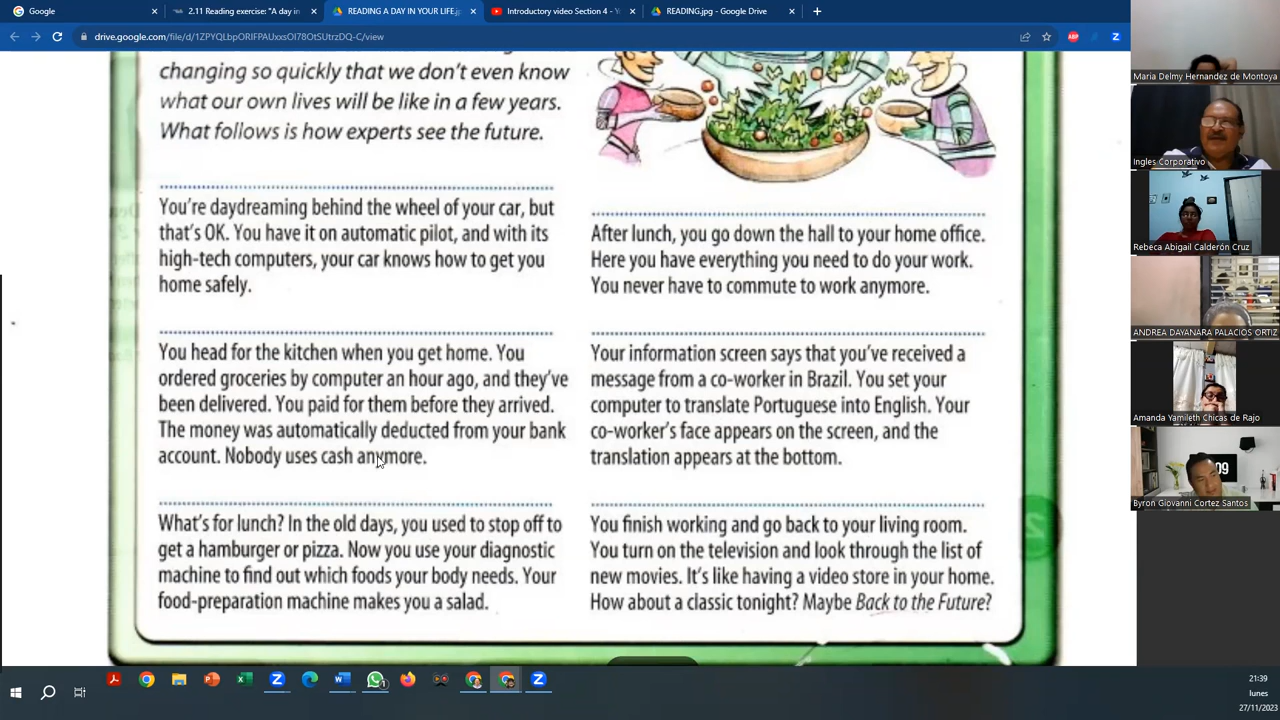 Google
2.11 Reading exercise: "A day in
READING A DAY IN YOUR LIFE.jp
Introductory video Section 4 - Yo
READING.jpg - Google Drive
drive.google.com/file/d/1ZPYQLbpORIFPAUxxsOI78OtSUtrzDQ-C/view
changing so quickly that we don't even know
what our own lives will be like in a few years.
What follows is how experts see the future.
You're daydreaming behind the wheel of your car, but
that's OK. You have it on automatic pilot, and with its
high-tech computers, your car knows how to get you
home safely.
You head for the kitchen when you get home. You
ordered groceries by computer an hour ago, and they've
been delivered. You paid for them before they arrived.
The money was automatically deducted from your bank
account. Nobody uses cash anymore.
What's for lunch? In the old days, you used to stop off to
get a hamburger or pizza. Now you use your diagnostic
machine to find out which foods your body needs. Your
food-preparation machine makes you a salad.
After lunch, you go down the hall to your home office.
Here you have everything you need to do your work.
You never have to commute to work anymore.
Your information screen says that you've received a
message from a co-worker in Brazil. You set your
computer to translate Portuguese into English. Your
co-worker's face appears on the screen, and the
translation appears at the bottom.
You finish working and go back to your living room.
You turn on the television and look through the list of
new movies. It's like having a video store in your home.
How about a classic tonight? Maybe Back to the Future?
Maria Delmy Hernandez de Montoya
Ingles Corporativo
Rebeca Abigail Calderón Cruz
ANDREA DAYANARA PALACIOS ORTIZ
Amanda Yamileth Chicas de Rajo
09
Byron Giovanni Cortez Santos
21:39
lunes
27/11/2023